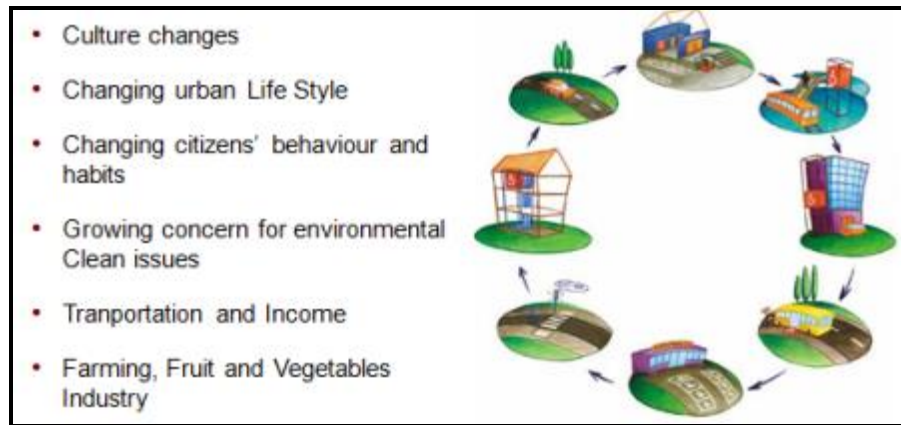 • Culture changes
• Changing urban Life Style
• Changing citizens' behaviour and
habits
• Growing concern for environmental
Clean issues
• Tranportation and Income
• Farming, Fruit and Vegetables
Industry